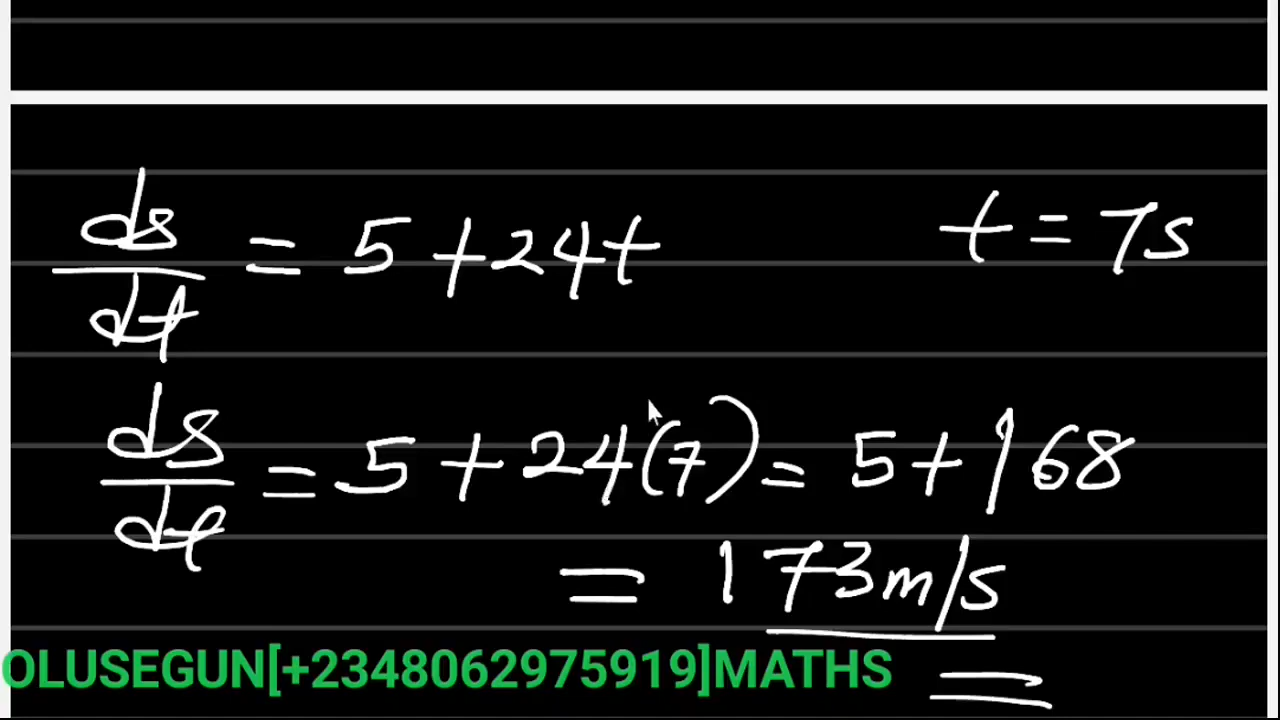 ds/dt = 5 + 24t t = 7s
ds/dt = 5 + 24(7) = 5 + 168
= 173m/s
OLUSEGUN[+2348062975919]MATHS